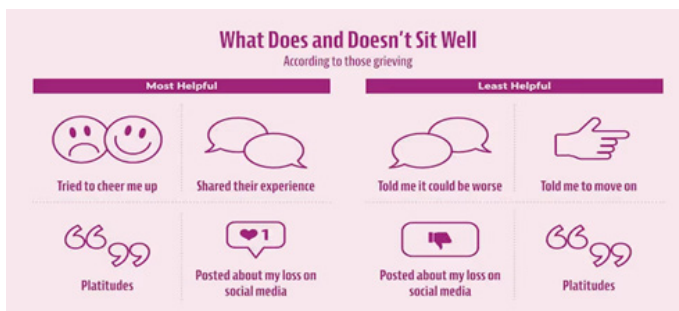 What Does and Doesn't Sit Well
According to those grieving
Most Helpful
Tried to cheer me up
Shared their experience
Platitudes
1
Posted about my loss on
social media
Least Helpful
Told me it could be worse
Told me to move on
Posted about my loss on
social media
Platitudes